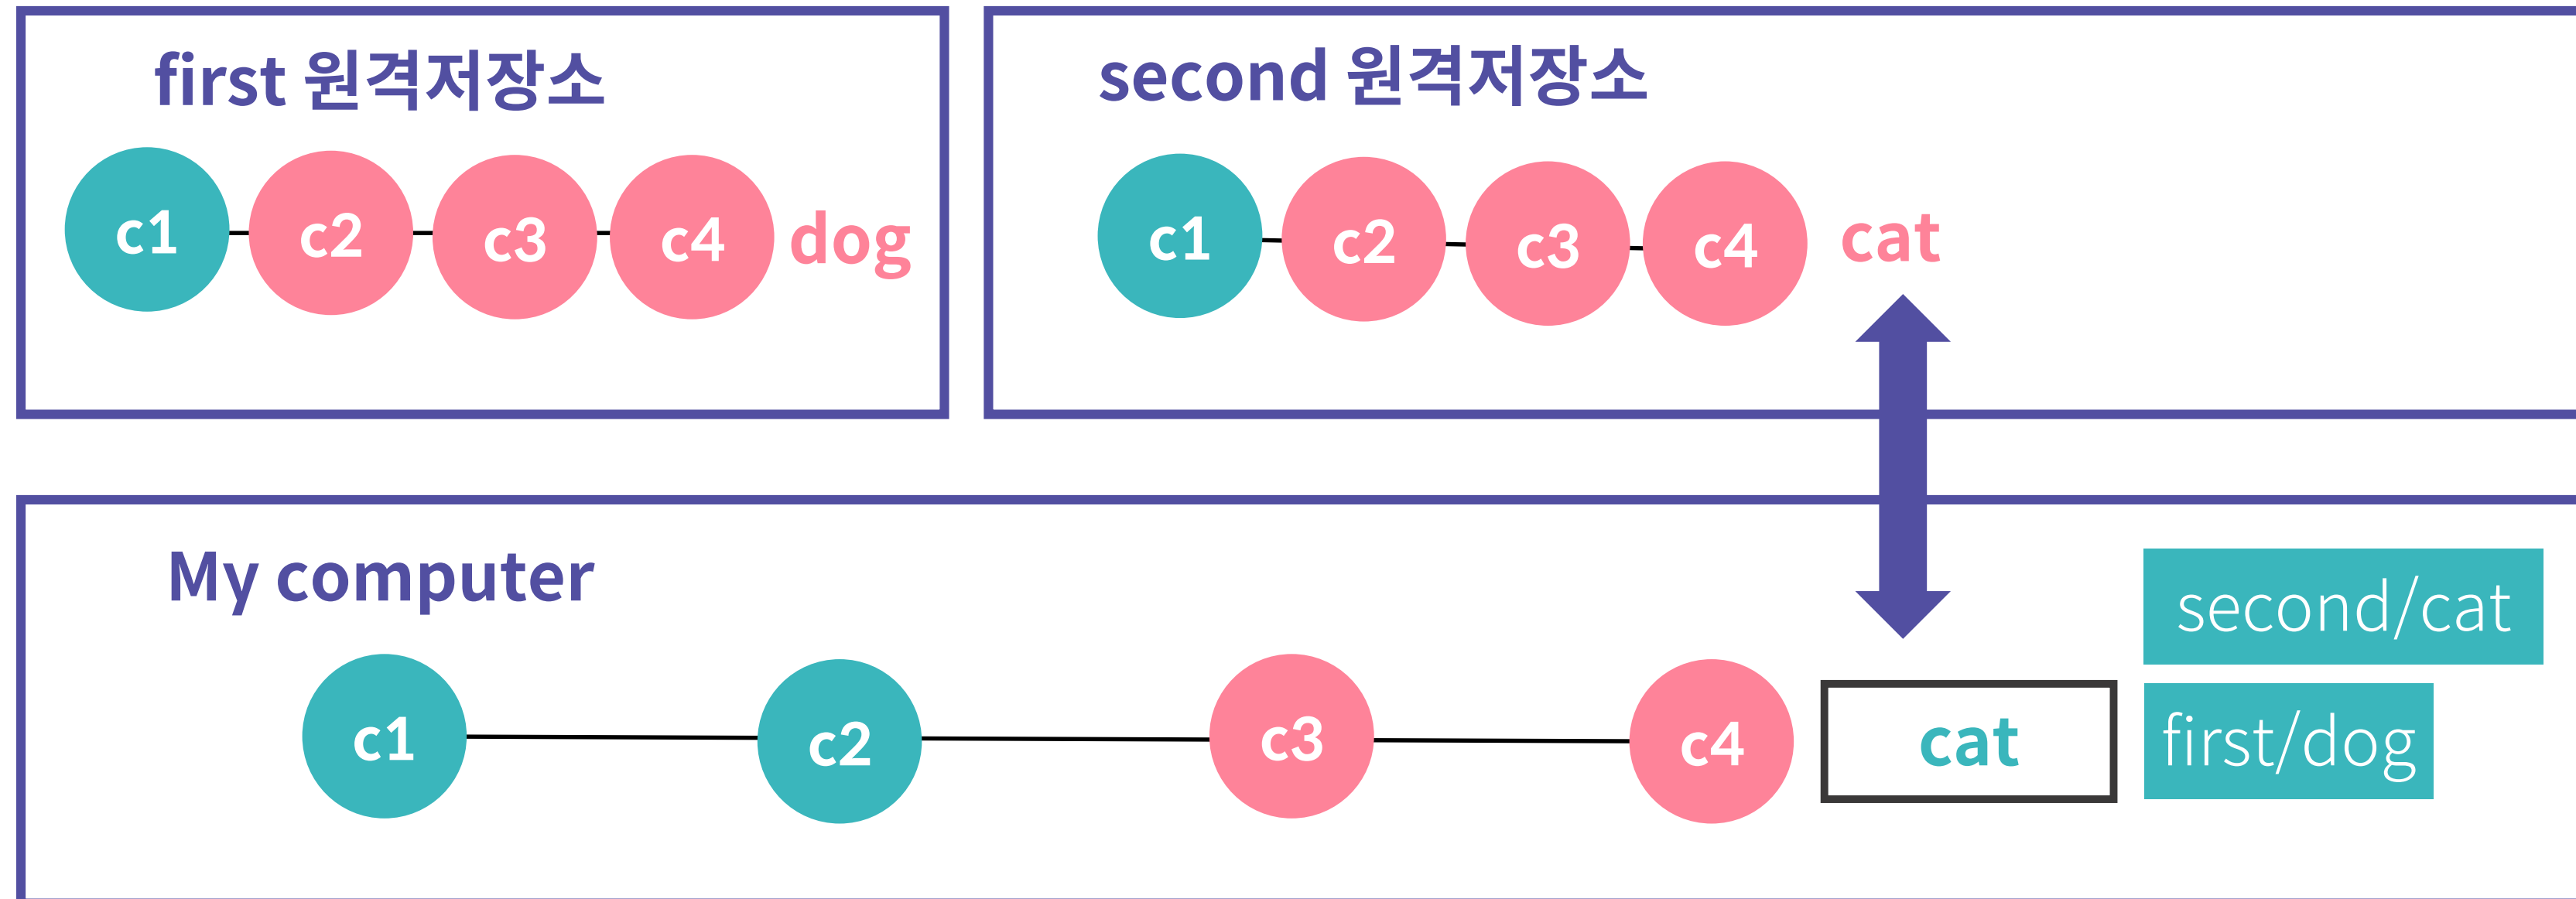 first 원격저장소
c1 c2 c3 c4 dog
second 원격저장소
c1 c2 c3 c4 cat
My computer
c1 c2 c3 c4 cat
second/cat
first/dog